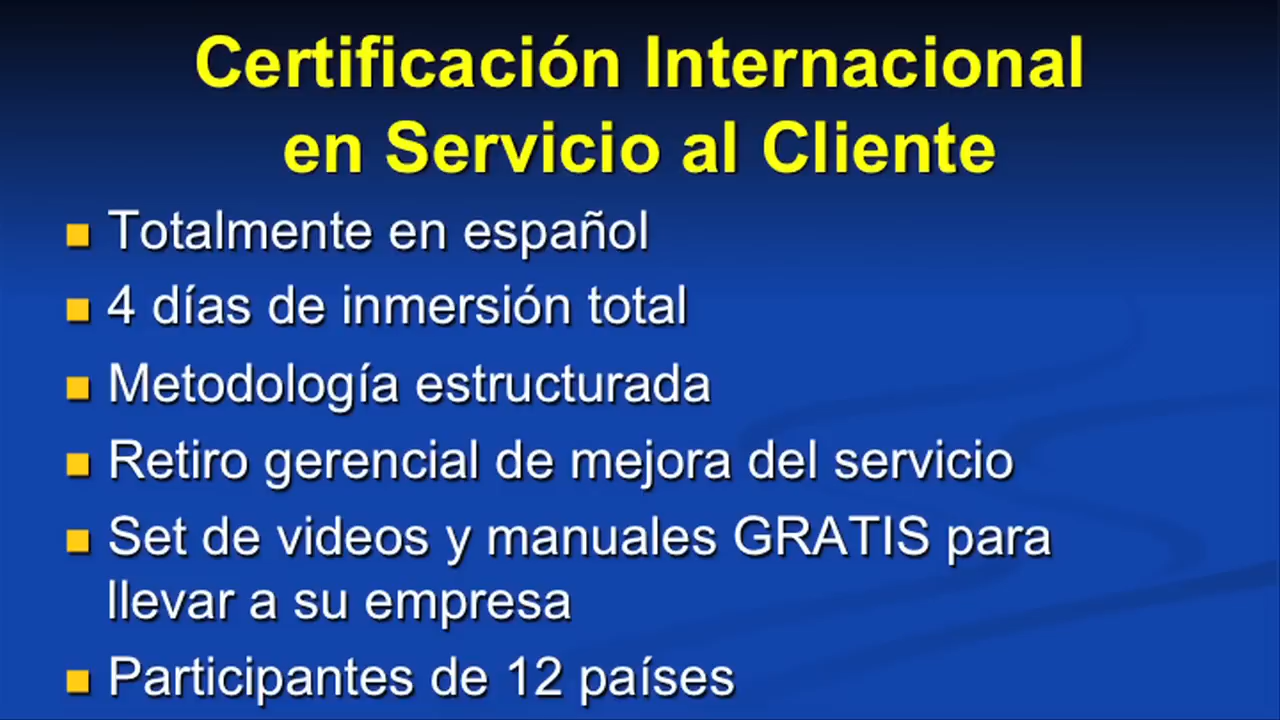 Certificación Internacional
en Servicio al Cliente
Totalmente en español
4 días de inmersión total
Metodología estructurada
Retiro gerencial de mejora del servicio
Set de videos y manuales GRATIS para
llevar a su empresa
Participantes de 12 países